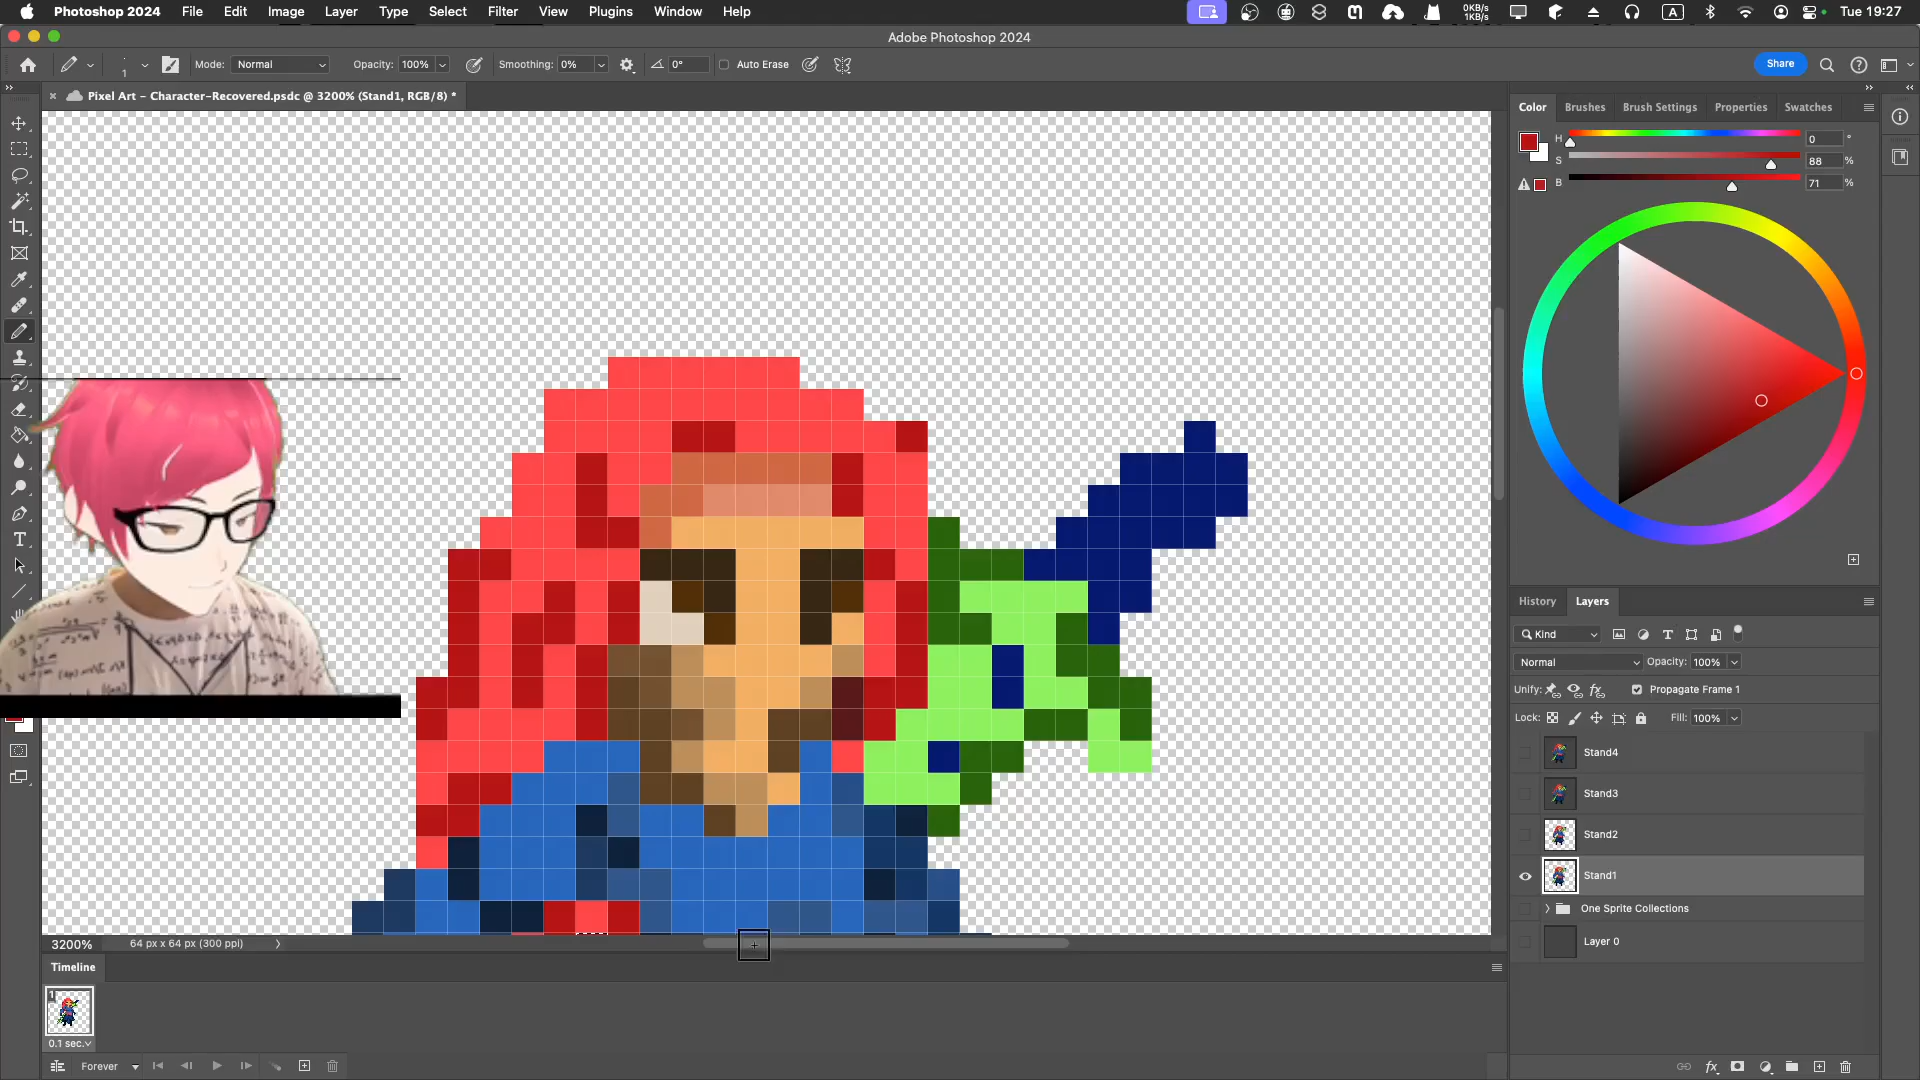 Photoshop 2024 File Edit Image Layer Type Select Filter View Plugins Window Help
0KB/s
1KB/s
A
Tue 19:27
Adobe Photoshop 2024
1
Mode: Normal Opacity: 100% Smoothing: 0% 0° Auto Erase
Share
Pixel Art - Character-Recovered.psdc @ 3200% (Stand1, RGB/8) *
Color Brushes Brush Settings Properties Swatches
H 0 °
S 88 %
B 71 %
History Layers
Kind
Normal Opacity: 100%
Unify: Propagate Frame 1
Lock: Fill: 100%
Stand4
Stand3
Stand2
Stand1
One Sprite Collections
Layer 0
3200% 64 px x 64 px (300 ppi)
Timeline
1
0.1 sec.
Forever